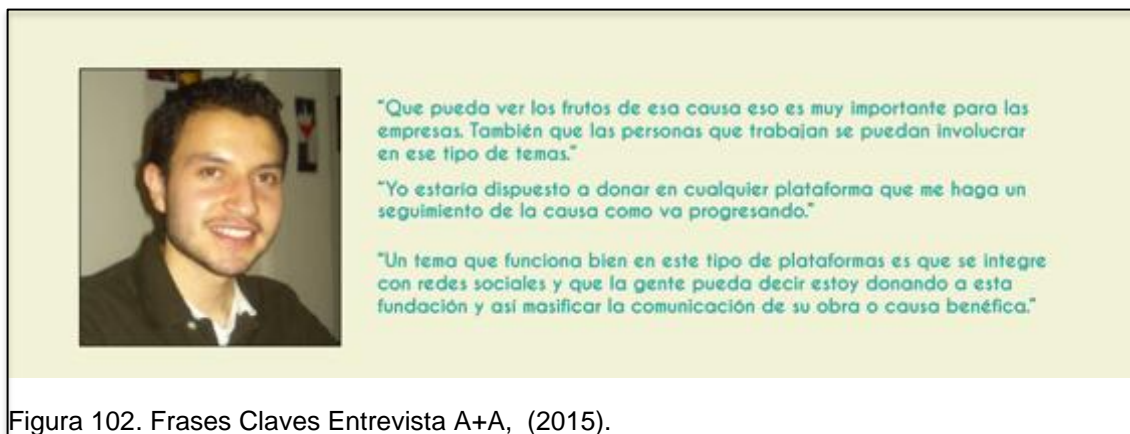 "Que pueda ver los frutos de esa causa eso es muy importante para las
empresas. También que las personas que trabajan se puedan involucrar
en ese tipo de temas."
"Yo estaría dispuesto a donar en cualquier plataforma que me haga un
seguimiento de la causa como va progresando."
"Un tema que funciona bien en este tipo de plataformas es que se integre
con redes sociales y que la gente pueda decir estoy donando a esta
fundación y así masificar la comunicación de su obra o causa benéfica."
Figura 102. Frases Claves Entrevista A+A, (2015).